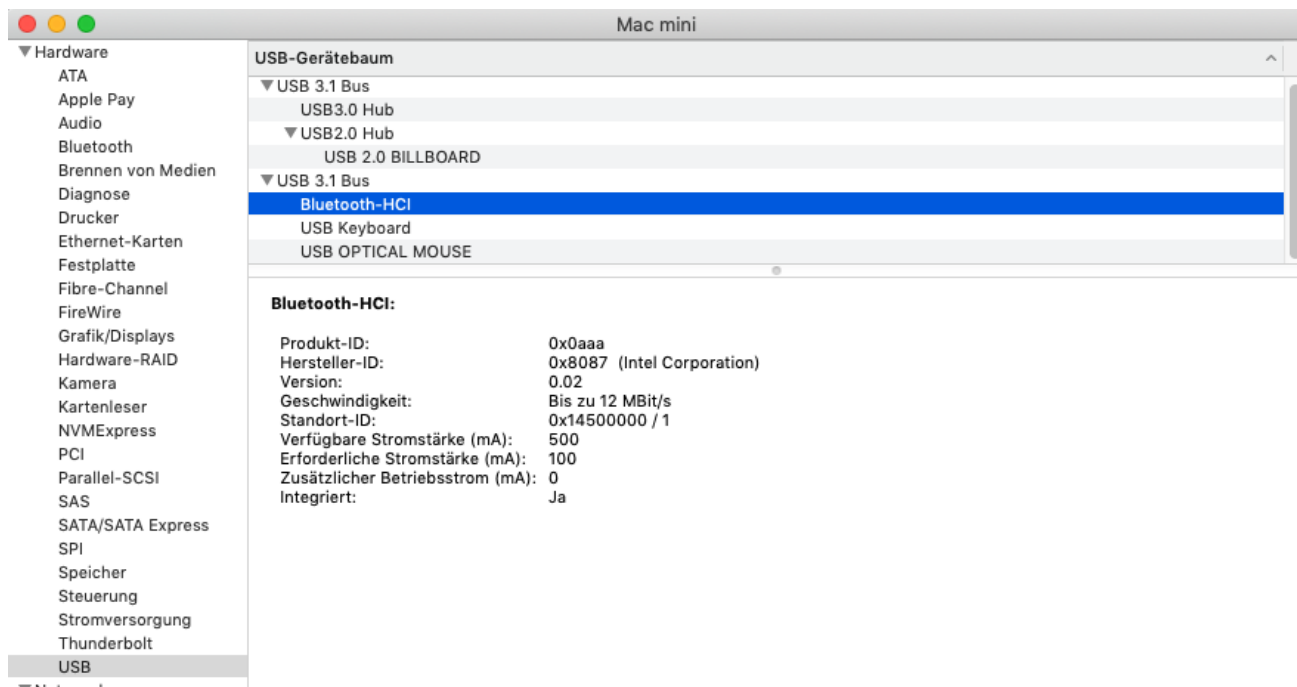 Mac mini
Hardware
ATA
Apple Pay
Audio
Bluetooth
Brennen von Medien
Diagnose
Drucker
Ethernet-Karten
Festplatte
Fibre-Channel
FireWire
Grafik/Displays
Hardware-RAID
Kamera
Kartenleser
NVMExpress
PCI
Parallel-SCSI
SAS
SATA/SATA Express
SPI
Speicher
Steuerung
Stromversorgung
Thunderbolt
USB
USB-Gerätebaum
USB 3.1 Bus
USB3.0 Hub
USB2.0 Hub
USB 2.0 BILLBOARD
USB 3.1 Bus
Bluetooth-HCI
USB Keyboard
USB OPTICAL MOUSE
Bluetooth-HCI:
Produkt-ID: 0x0aaa
Hersteller-ID: 0x8087 (Intel Corporation)
Version: 0.02
Geschwindigkeit: Bis zu 12 MBit/s
Standort-ID: 0x14500000 / 1
Verfügbare Stromstärke (mA): 500
Erforderliche Stromstärke (mA): 100
Zusätzlicher Betriebsstrom (mA): 0
Integriert: Ja